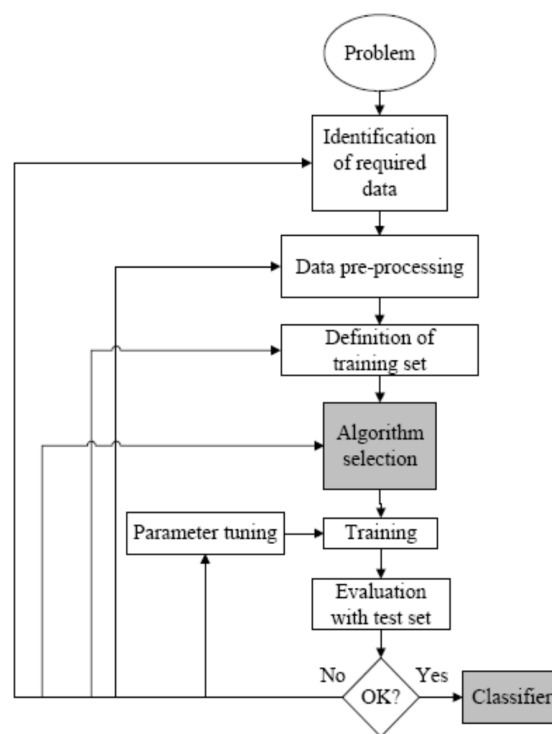 Problem
Identification
of required
data
Data pre-processing
Definition of
training set
Algorithm
selection
Parameter tuning
Training
Evaluation
with test set
No
OK?
Yes
Classifier